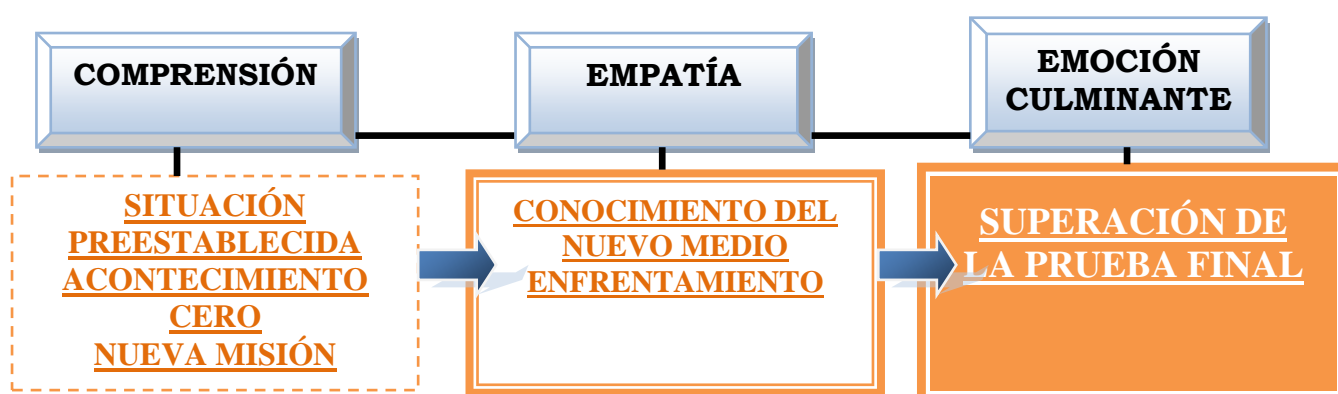 COMPRENSIÓN
EMPATÍA
EMOCIÓN
CULMINANTE
SITUACIÓN
PREESTABLECIDA
ACONTECIMIENTO
CERO
NUEVA MISIÓN
CONOCIMIENTO DEL
NUEVO MEDIO
ENFRENTAMIENTO
SUPERACIÓN DE
LA PRUEBA FINAL